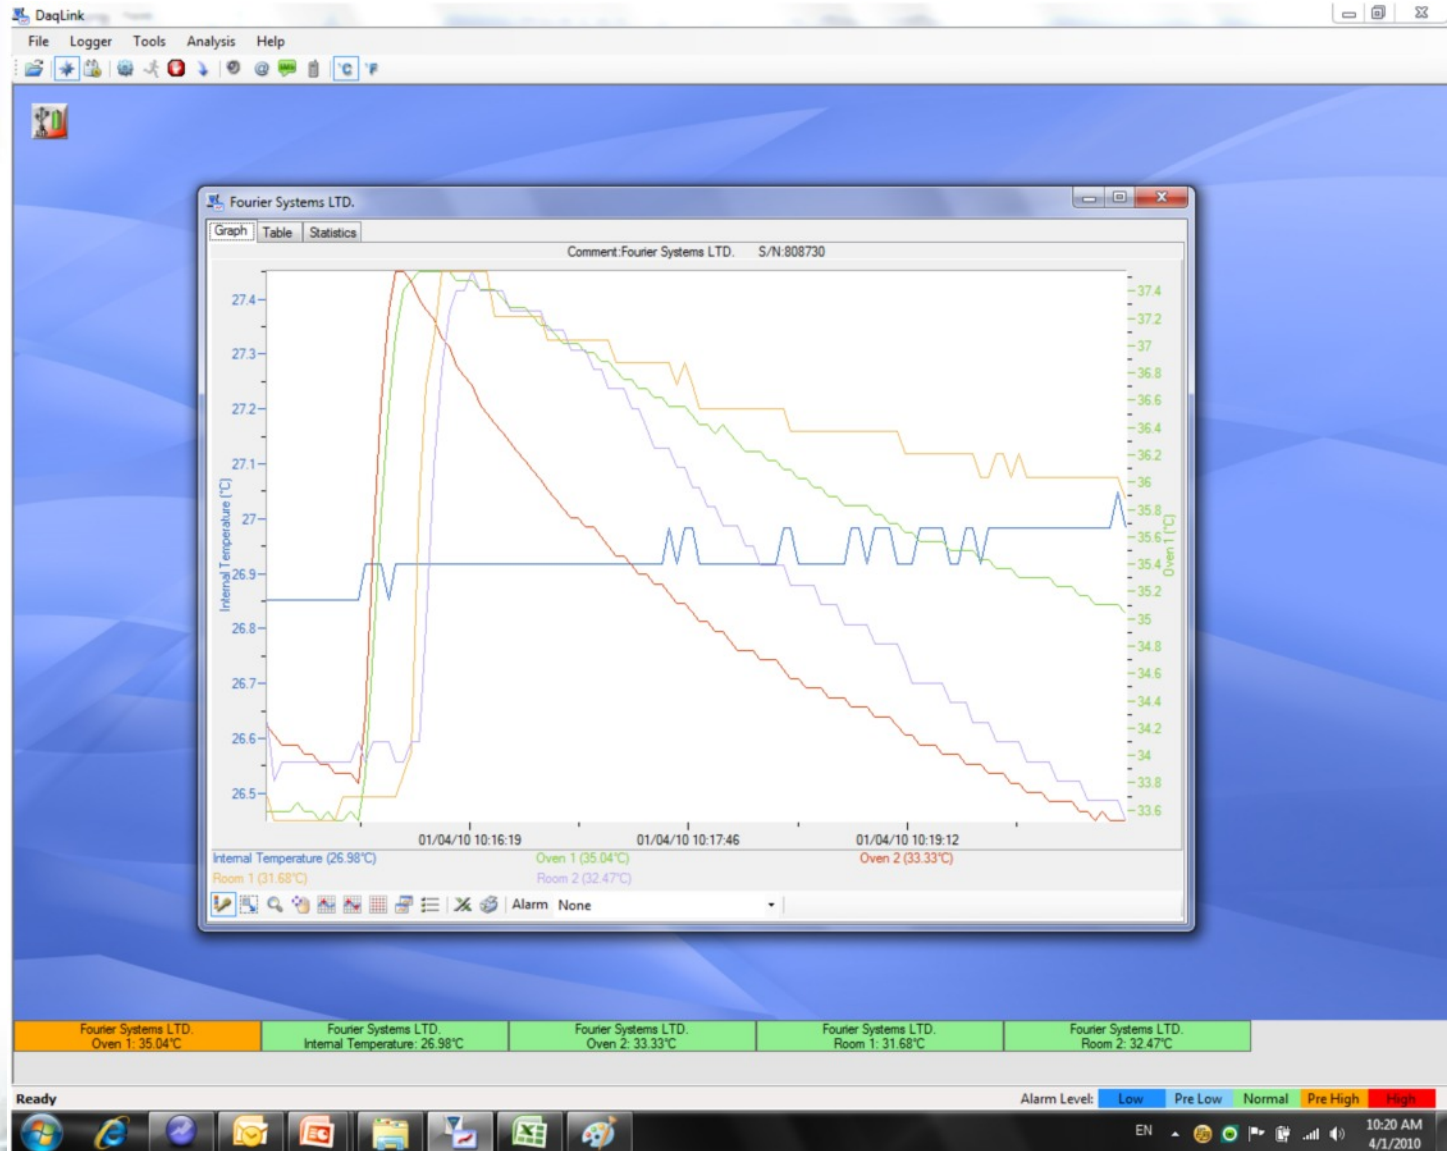 DaqLink
File Logger Tools Analysis Help
°C °F
Fourier Systems LTD.
Graph Table Statistics
Comment:Fourier Systems LTD. S/N:808730
27.4
27.3
27.2
27.1
27
26.9
26.8
26.7
26.6
26.5
Internal Temperature (°C)
37.4
37.2
37
36.8
36.6
36.4
36.2
36
35.8
35.6
35.4
35.2
35
34.8
34.6
34.4
34.2
34
33.8
33.6
Oven 1 (°C)
01/04/10 10:16:19 01/04/10 10:17:46 01/04/10 10:19:12
Internal Temperature (26.98°C) Oven 1 (35.04°C) Oven 2 (33.33°C)
Room 1 (31.68°C) Room 2 (32.47°C)
Alarm None
Fourier Systems LTD. Fourier Systems LTD. Fourier Systems LTD. Fourier Systems LTD. Fourier Systems LTD.
Oven 1: 35.04°C Internal Temperature: 26.98°C Oven 2: 33.33°C Room 1: 31.68°C Room 2: 32.47°C
Ready Alarm Level: Low Pre Low Normal Pre High High
EN 10:20 AM
4/1/2010